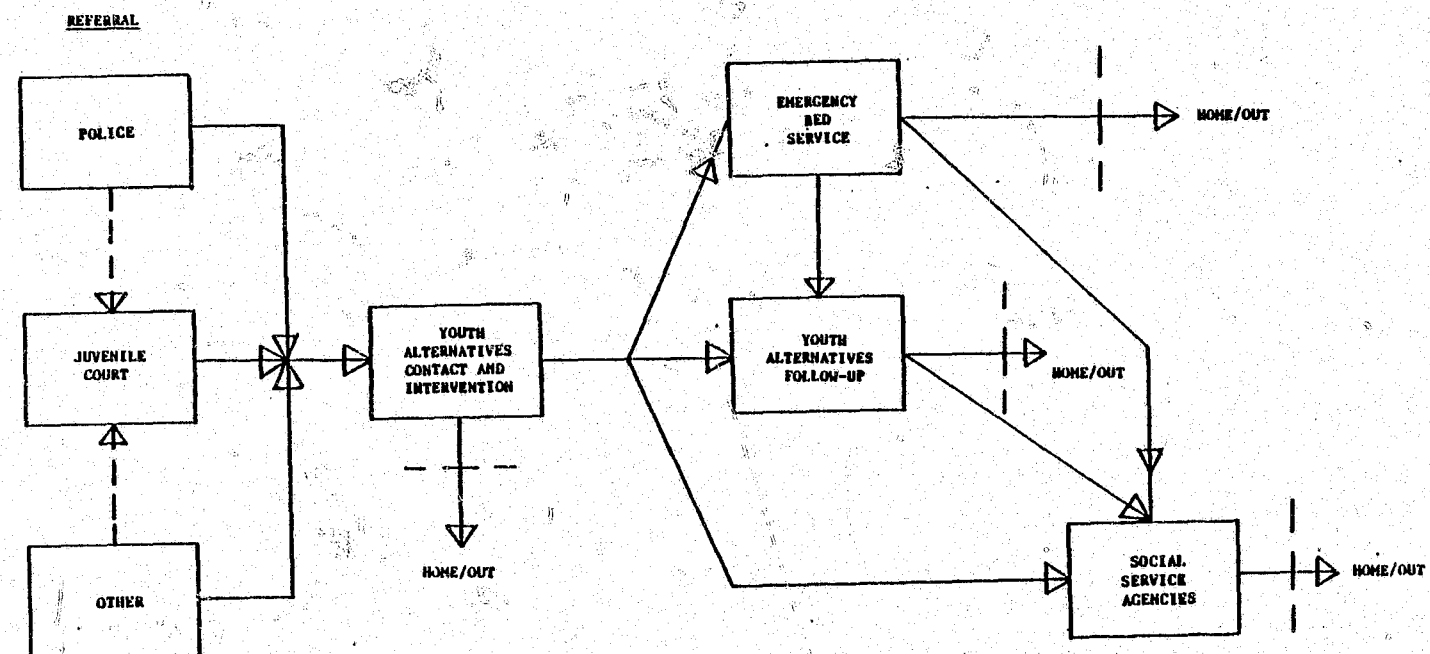 REFERRAL
POLICE
JUVENILE
COURT
OTHER
YOUTH
ALTERNATIVES
CONTACT AND
INTERVENTION
HOME/OUT
EMERGENCY
BED
SERVICE
HOME/OUT
YOUTH
ALTERNATIVES
FOLLOW-UP
HOME/OUT
SOCIAL
SERVICE
AGENCIES
HOME/OUT